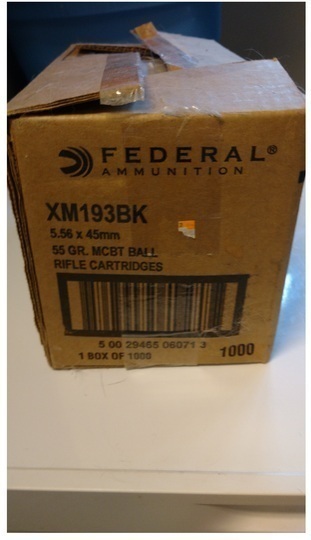 FEDERAL®
AMMUNITION
XM193BK
5.56 x 45mm
55 GR. MCBT BALL
RIFLE CARTRIDGES
5 00 29465 06071 3
1 BOX OF 1000
1000